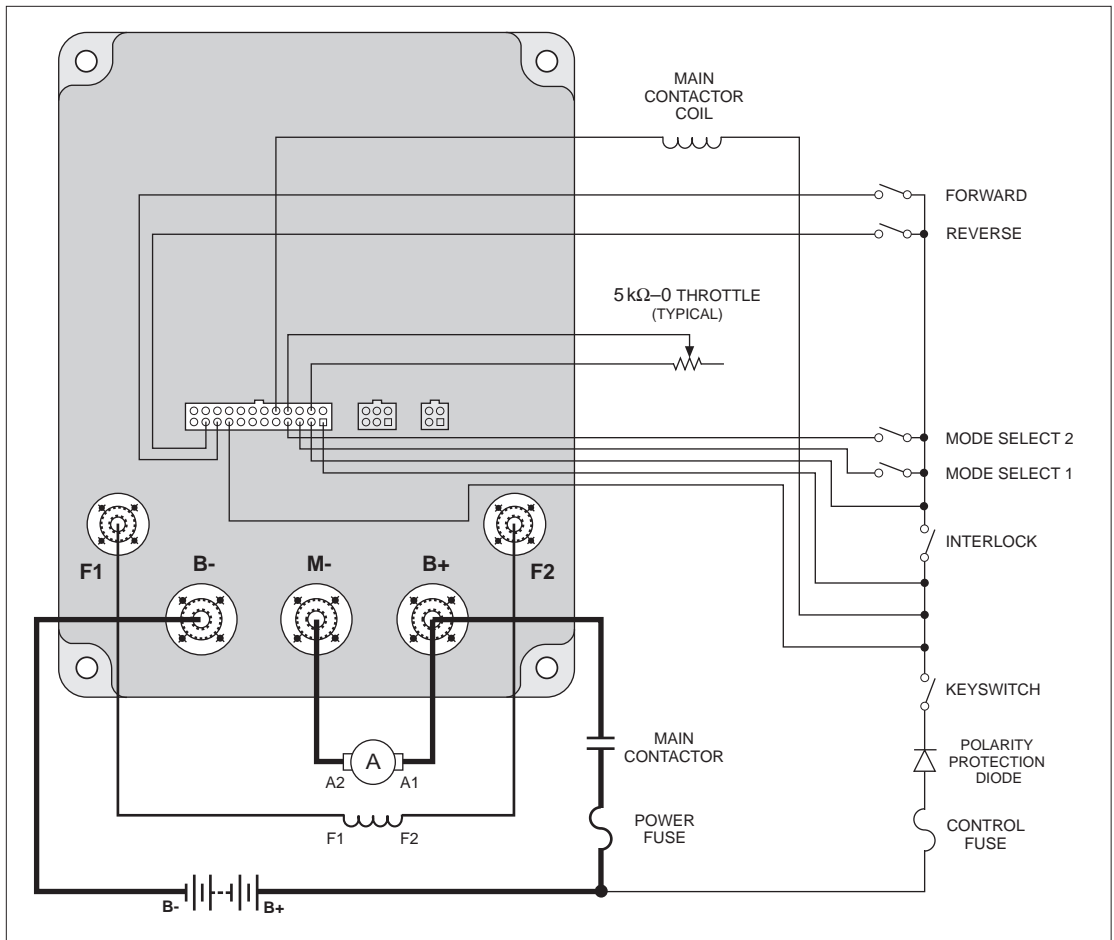 MAIN
CONTACTOR
COIL
FORWARD
REVERSE
5 kΩ–0 THROTTLE
(TYPICAL)
MODE SELECT 2
MODE SELECT 1
INTERLOCK
F1
B-
M-
B+
F2
KEYSWITCH
MAIN
CONTACTOR
POLARITY
PROTECTION
DIODE
A
A2
A1
POWER
FUSE
CONTROL
FUSE
F1
F2
B-
B+